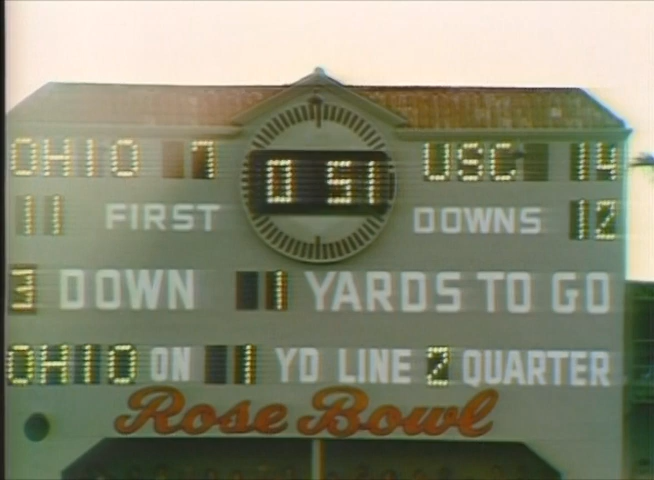 OHIO 7 0 51 USC 14
11 FIRST DOWNS 12
3 DOWN 1 YARDS TO GO
OHIO ON 1 YD LINE 2 QUARTER
Rose Bowl